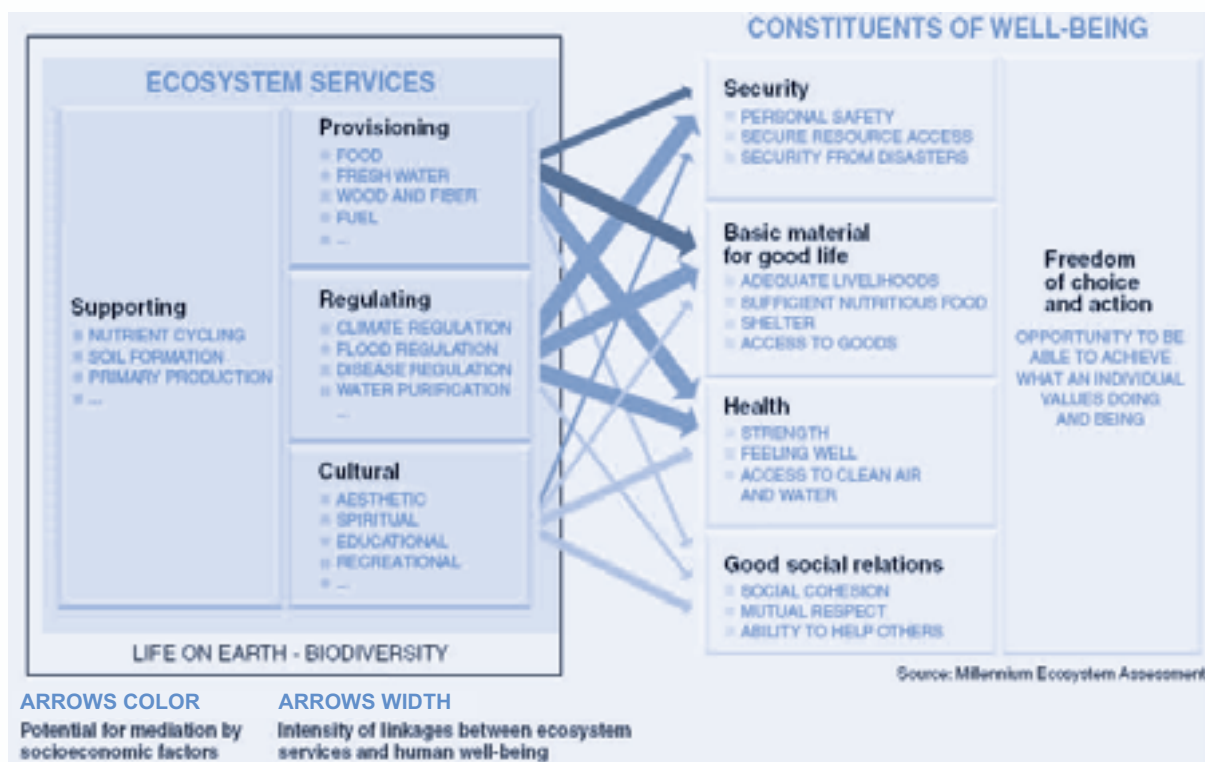 CONSTITUENTS OF WELL-BEING
ECOSYSTEM SERVICES
Supporting
NUTRIENT CYCLING
SOIL FORMATION
PRIMARY PRODUCTION
...
Provisioning
FOOD
FRESH WATER
WOOD AND FIBER
FUEL
...
Regulating
CLIMATE REGULATION
FLOOD REGULATION
DISEASE REGULATION
WATER PURIFICATION
...
Cultural
AESTHETIC
SPIRITUAL
EDUCATIONAL
RECREATIONAL
...
LIFE ON EARTH - BIODIVERSITY
Security
PERSONAL SAFETY
SECURE RESOURCE ACCESS
SECURITY FROM DISASTERS
Basic material
for good life
ADEQUATE LIVELIHOODS
SUFFICIENT NUTRITIOUS FOOD
SHELTER
ACCESS TO GOODS
Health
STRENGTH
FEELING WELL
ACCESS TO CLEAN AIR
AND WATER
Good social relations
SOCIAL COHESION
MUTUAL RESPECT
ABILITY TO HELP OTHERS
Freedom
of choice
and action
OPPORTUNITY TO BE
ABLE TO ACHIEVE
WHAT AN INDIVIDUAL
VALUES DOING
AND BEING
Source: Millennium Ecosystem Assessment
ARROWS COLOR
Potential for mediation by
socioeconomic factors
ARROWS WIDTH
Intensity of linkages between ecosystem
services and human well-being